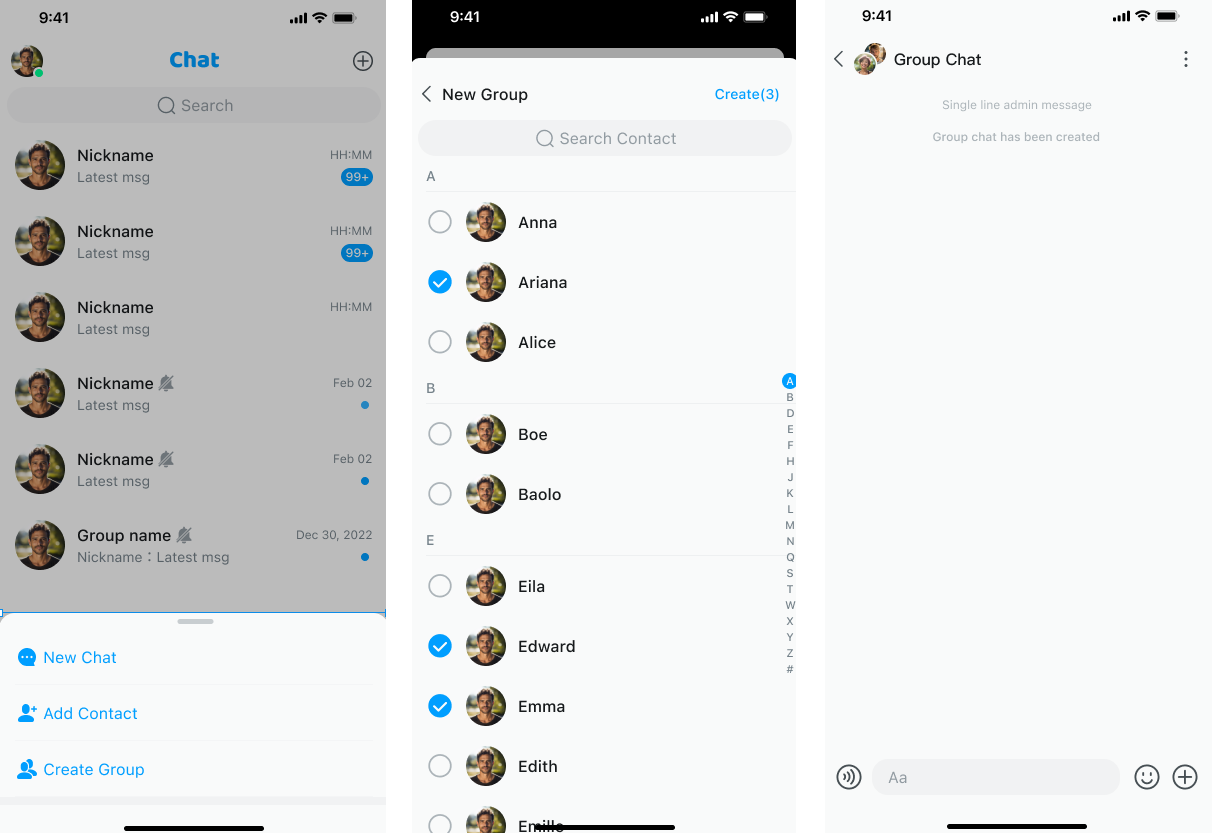 9:41
Chat
Search
Nickname HH:MM
Latest msg 99+
Nickname HH:MM
Latest msg 99+
Nickname HH:MM
Latest msg
Nickname Feb 02
Latest msg
Nickname Feb 02
Latest msg
Group name Dec 30, 2022
Nickname：Latest msg
New Chat
Add Contact
Create Group
9:41
New Group Create(3)
Search Contact
A
Anna
Ariana
Alice
B
Boe
Baolo
E
Eila
Edward
Emma
Edith
A
B
D
E
F
H
J
K
L
M
N
Q
S
T
W
X
Y
Z
#
9:41
Group Chat
Single line admin message
Group chat has been created
Aa